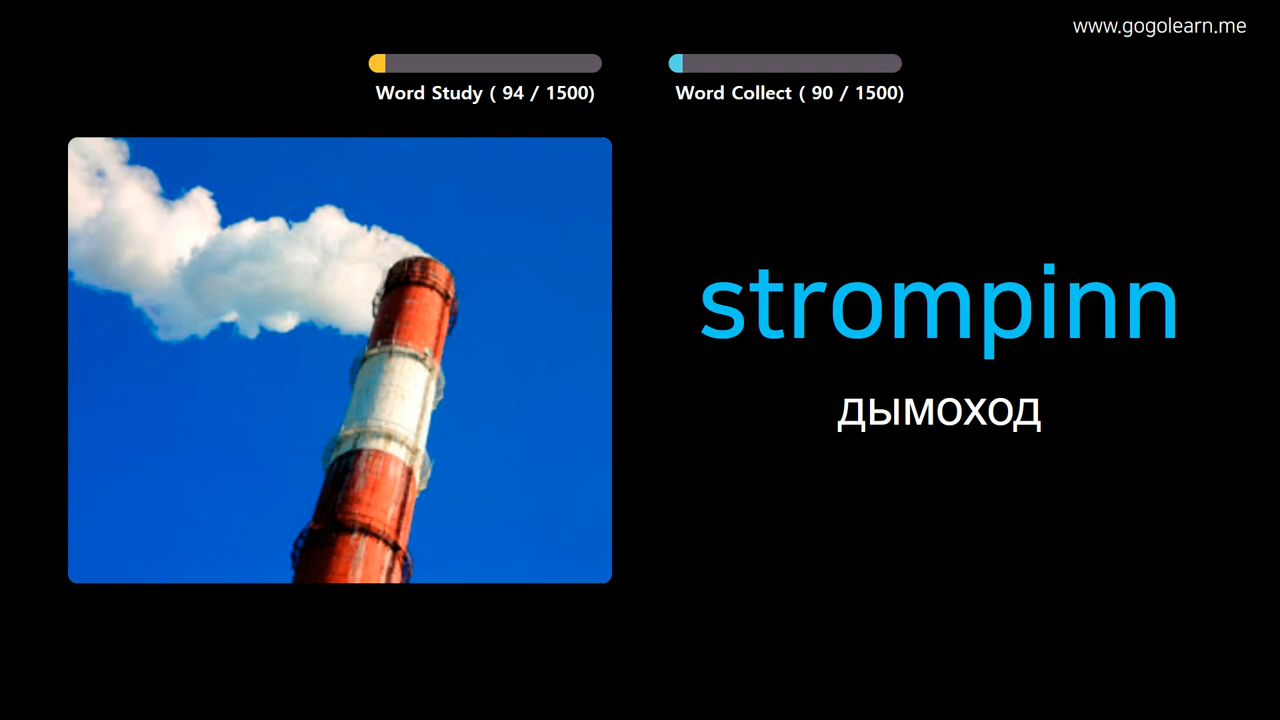 www.gogolearn.me
Word Study ( 94 / 1500)
Word Collect ( 90 / 1500)
strompinn
дымоход